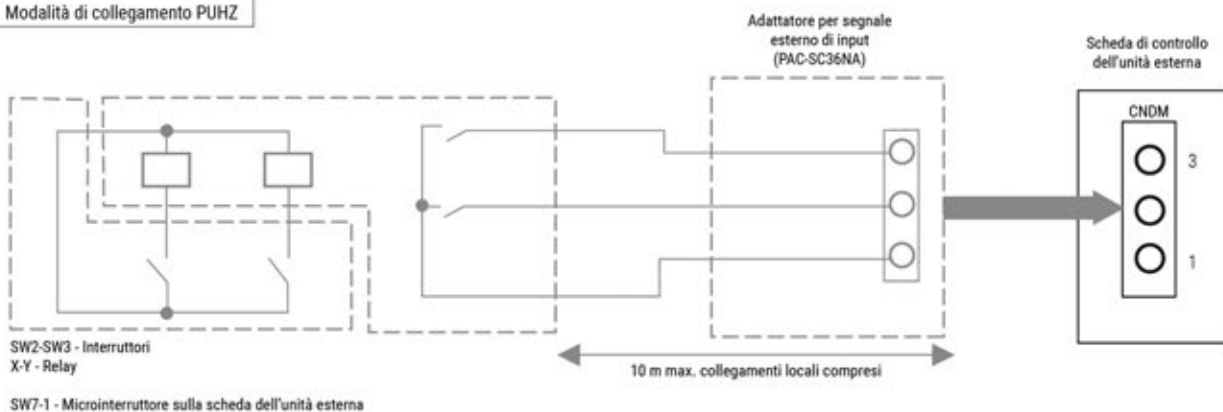 Modalità di collegamento PUHZ
Adattatore per segnale
esterno di input
(PAC-SC36NA)
Scheda di controllo
dell'unità esterna
CNDM
3
1
10 m max. collegamenti locali compresi
SW2-SW3 - Interruttori
X-Y - Relay
SW7-1 - Microinterruttore sulla scheda dell'unità esterna